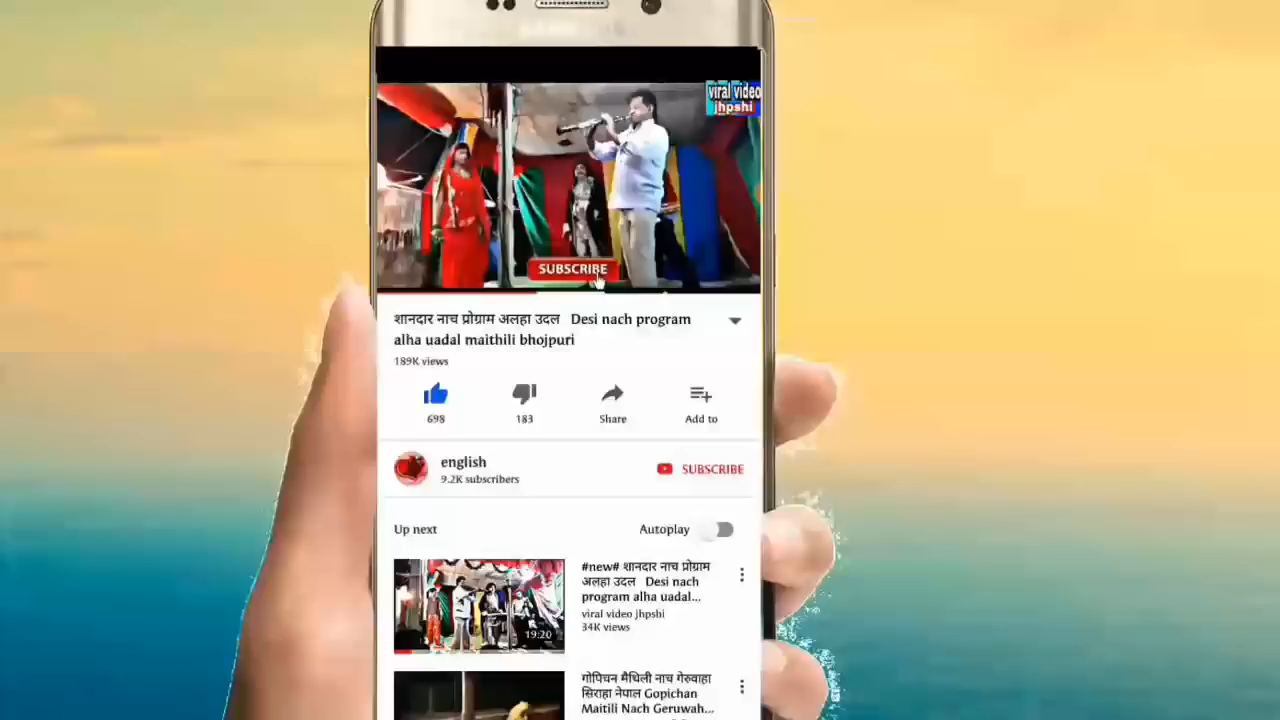 viral video
jhpshi
SUBSCRIBE
शानदार नाच प्रोग्राम अलहा उदल Desi nach program
alha uadal maithili bhojpuri
189K views
698
183
Share
Add to
english
9.2K subscribers
SUBSCRIBE
Up next
Autoplay
#new# शानदार नाच प्रोग्राम
अलहा उदल Desi nach
program alha uadal...
viral video jhpshi
34K views
19:20
गोपिचन मैथिली नाच गेरुवाहा
सिराहा नेपाल Gopichan
Maitili Nach Geruwah...